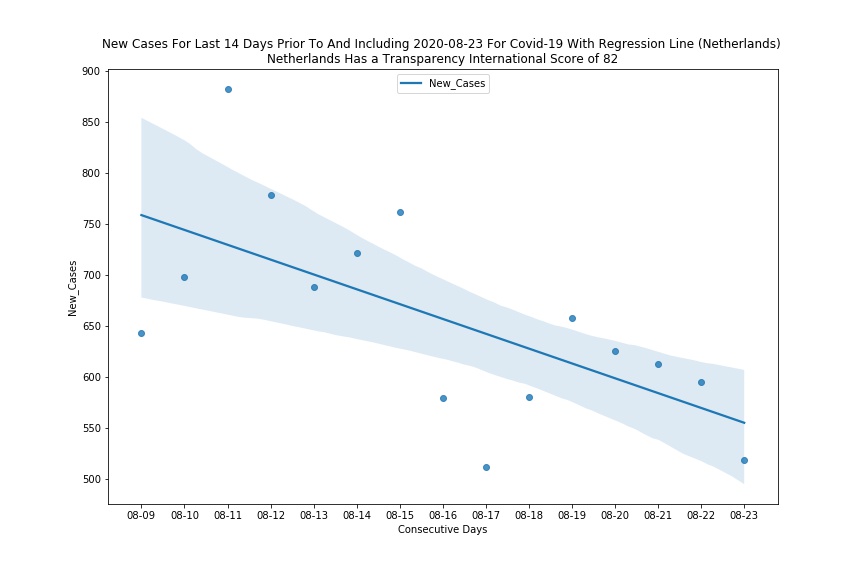 New Cases For Last 14 Days Prior To And Including 2020-08-23 For Covid-19 With Regression Line (Netherlands)
Netherlands Has a Transparency International Score of 82
New_Cases
900
850
800
750
700
650
600
550
500
New_Cases
08-09 08-10 08-11 08-12 08-13 08-14 08-15 08-16 08-17 08-18 08-19 08-20 08-21 08-22 08-23
Consecutive Days